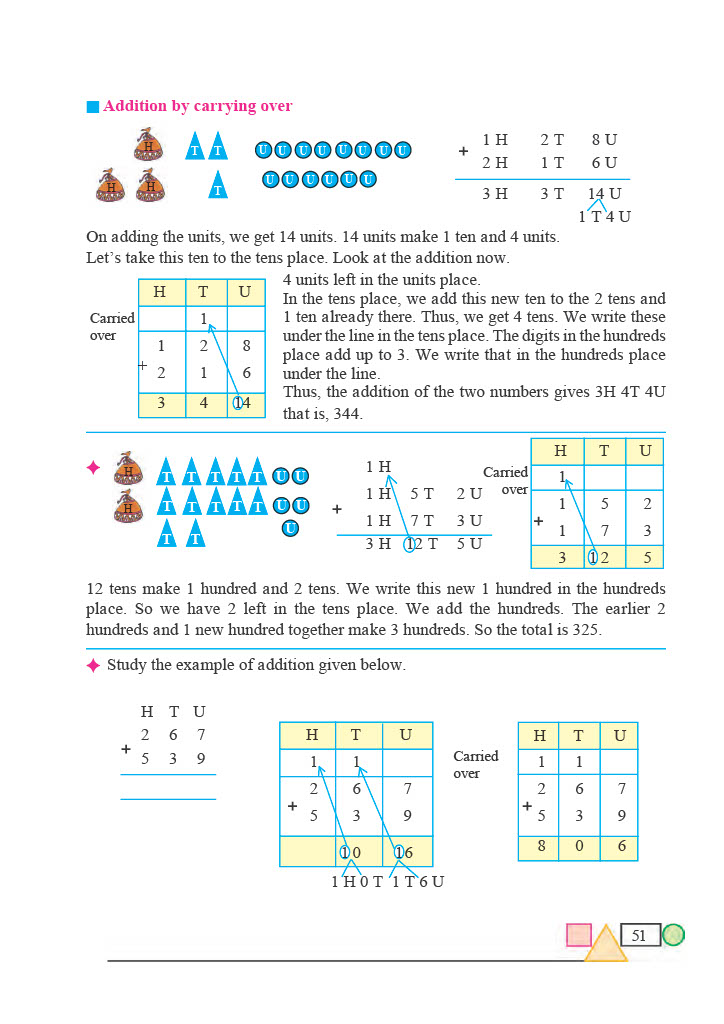 Addition by carrying over
H T T U U U U U U U U
H H T U U U U U U
1 H 2 T 8 U
+ 2 H 1 T 6 U
3 H 3 T 14 U
1 T 4 U
On adding the units, we get 14 units. 14 units make 1 ten and 4 units.
Let’s take this ten to the tens place. Look at the addition now.
H T U
Carried over 1
1 2 8
+ 2 1 6
3 4 14
4 units left in the units place.
In the tens place, we add this new ten to the 2 tens and
1 ten already there. Thus, we get 4 tens. We write these
under the line in the tens place. The digits in the hundreds
place add up to 3. We write that in the hundreds place
under the line.
Thus, the addition of the two numbers gives 3H 4T 4U
that is, 344.
H T T T T T U U
H T T T T T U U
T T U
1 H
1 H 5 T 2 U
+ 1 H 7 T 3 U
3 H 12 T 5 U
H T U
Carried over 1
1 5 2
+ 1 7 3
3 12 5
12 tens make 1 hundred and 2 tens. We write this new 1 hundred in the hundreds
place. So we have 2 left in the tens place. We add the hundreds. The earlier 2
hundreds and 1 new hundred together make 3 hundreds. So the total is 325.
Study the example of addition given below.
H T U
2 6 7
+ 5 3 9
H T U
1 1
2 6 7
+ 5 3 9
10 16
1 H 0 T 1 T 6 U
Carried
over
H T U
1 1
2 6 7
+ 5 3 9
8 0 6
51